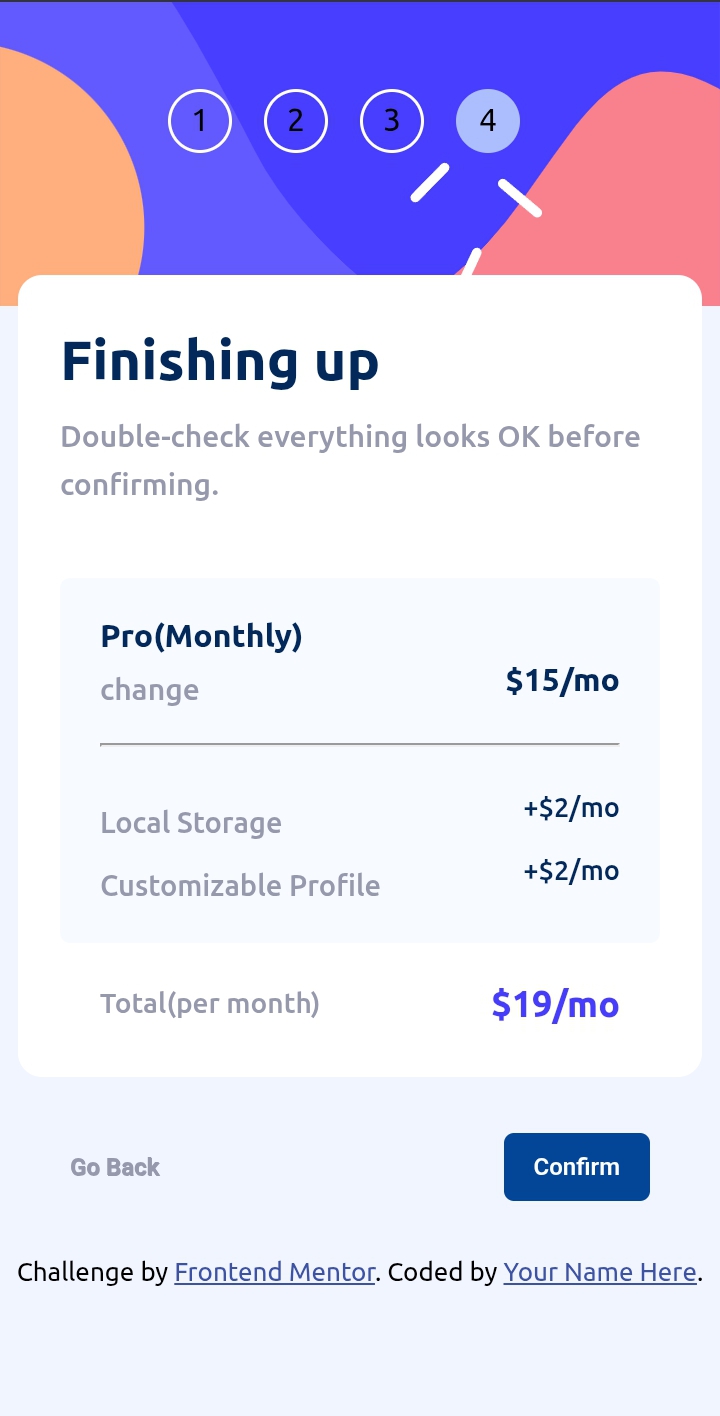 1 2 3 4
Finishing up
Double-check everything looks OK before
confirming.
Pro(Monthly)
change $15/mo
Local Storage +$2/mo
Customizable Profile +$2/mo
Total(per month) $19/mo
Go Back Confirm
Challenge by Frontend Mentor. Coded by Your Name Here.